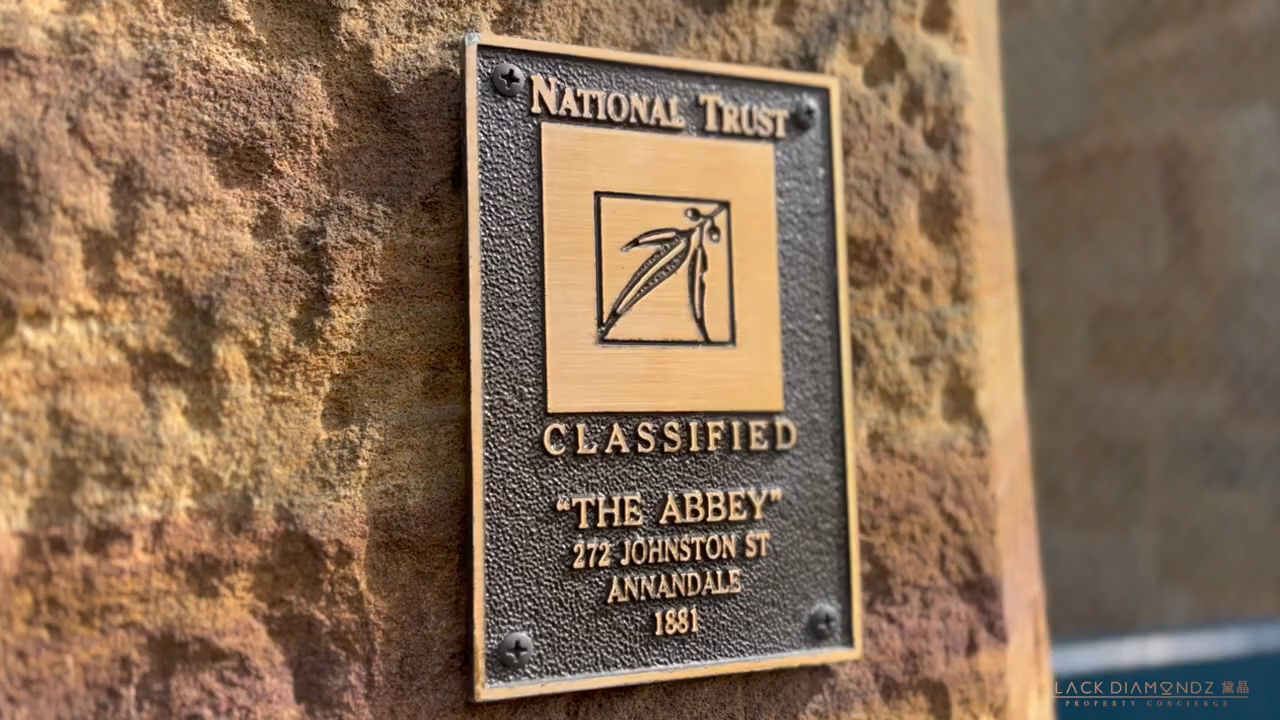 NATIONAL TRUST
CLASSIFIED
"THE ABBEY"
272 JOHNSTON ST
ANNANDALE
1881
LACK DIAMONDZ 黛晶
PROPERTY CONCIERGE